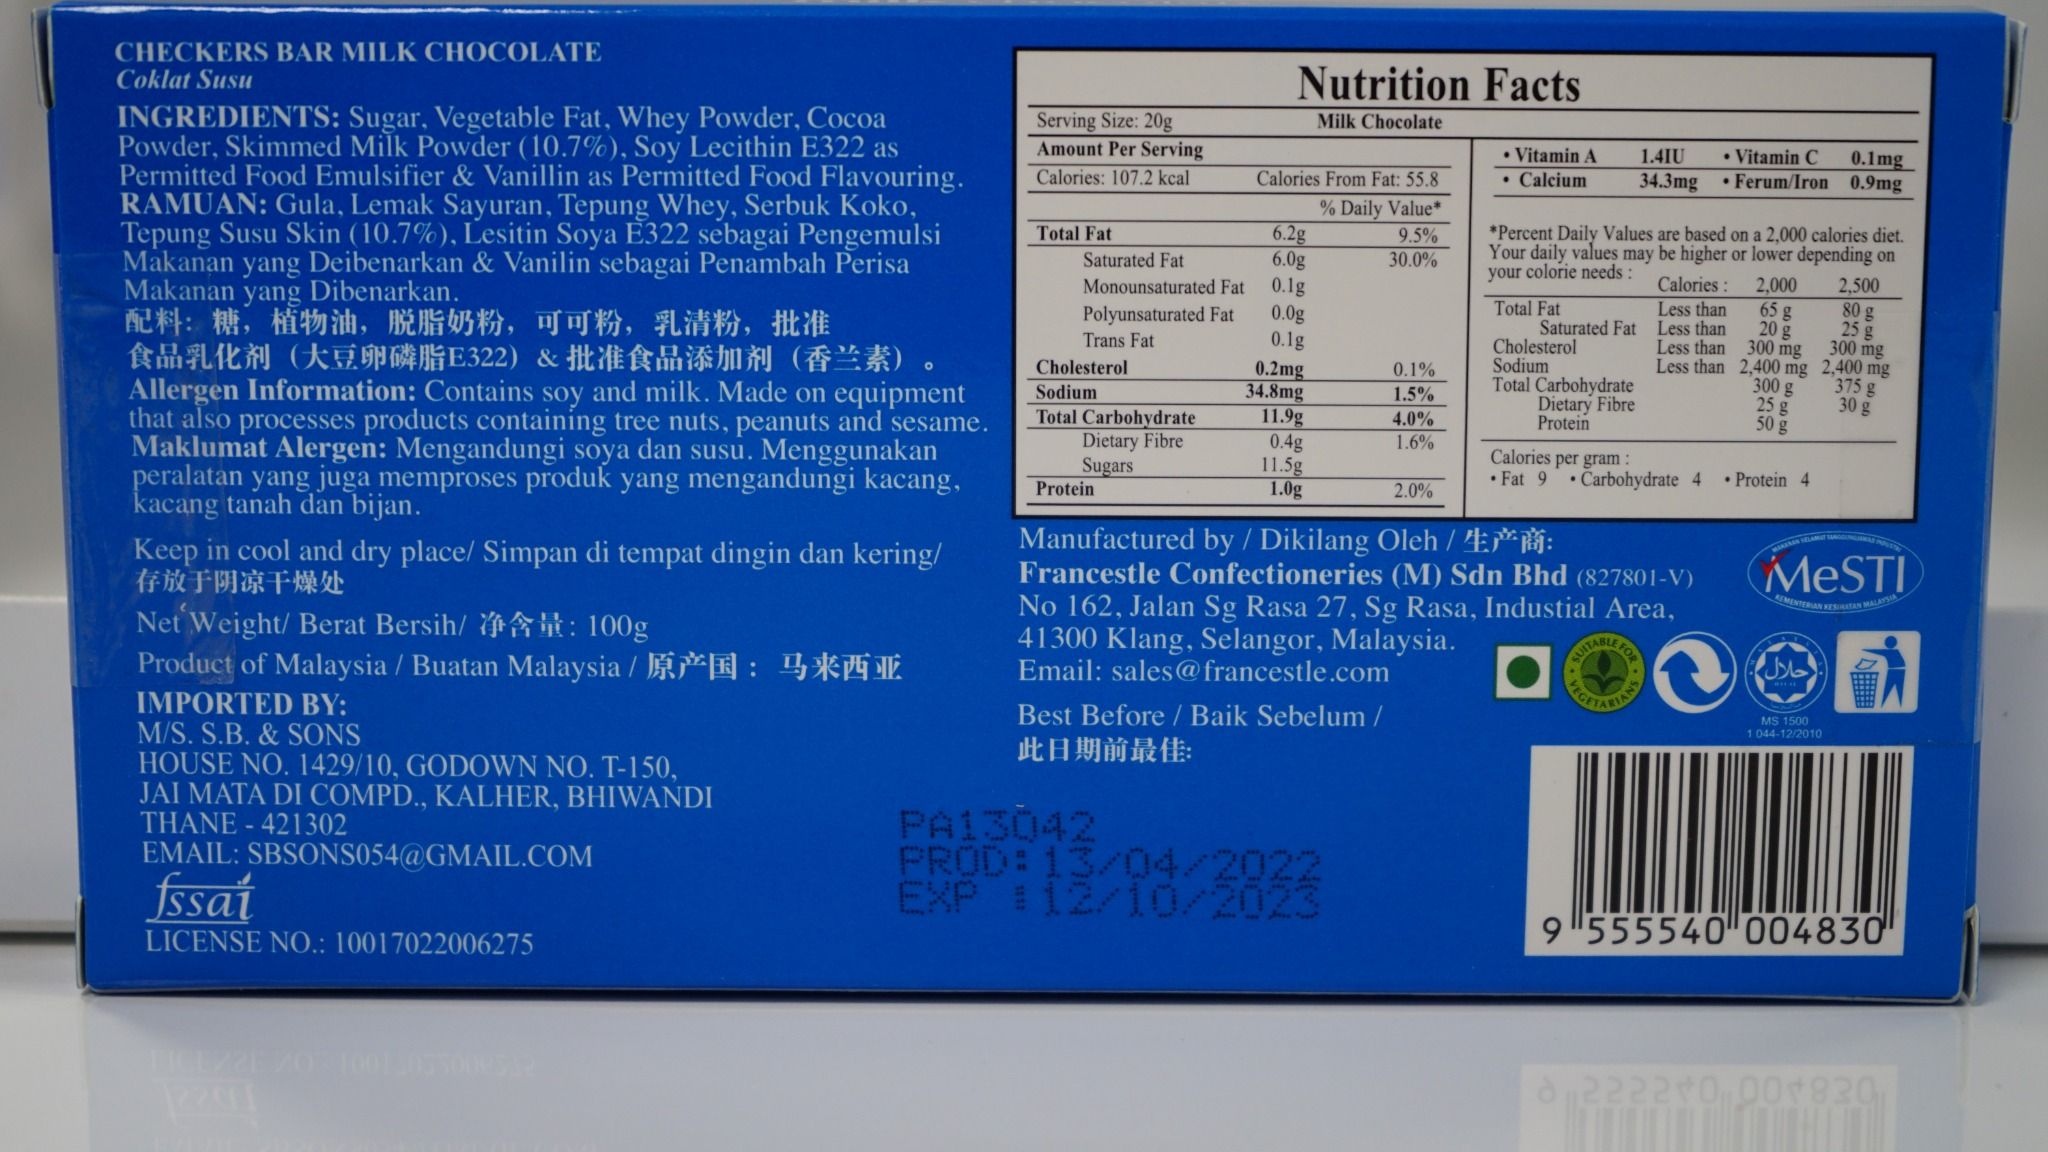 CHECKERS BAR MILK CHOCOLATE
Coklat Susu
INGREDIENTS: Sugar, Vegetable Fat, Whey Powder, Cocoa
Powder, Skimmed Milk Powder (10.7%), Soy Lecithin E322 as
Permitted Food Emulsifier & Vanillin as Permitted Food Flavouring.
RAMUAN: Gula, Lemak Sayuran, Tepung Whey, Serbuk Koko,
Tepung Susu Skin (10.7%), Lesitin Soya E322 sebagai Pengemulsi
Makanan yang Deibenarkan & Vanilin sebagai Penambah Perisa
Makanan yang Dibenarkan.
配料: 糖, 植物油, 脱脂奶粉, 可可粉, 乳清粉, 批准
食品乳化剂 (大豆卵磷脂E322) & 批准食品添加剂 (香兰素) 。
Allergen Information: Contains soy and milk. Made on equipment
that also processes products containing tree nuts, peanuts and sesame.
Maklumat Alergen: Mengandungi soya dan susu. Menggunakan
peralatan yang juga memproses produk yang mengandungi kacang,
kacang tanah dan bijan.
Keep in cool and dry place/ Simpan di tempat dingin dan kering/
存放于阴凉干燥处
Net Weight/ Berat Bersih/ 净含量: 100g
Product of Malaysia / Buatan Malaysia / 原产国 : 马来西亚
IMPORTED BY:
M/S. S.B. & SONS
HOUSE NO. 1429/10, GODOWN NO. T-150,
JAI MATA DI COMPD., KALHER, BHIWANDI
THANE - 421302
EMAIL: SBSONS054@GMAIL.COM
fssai
LICENSE NO.: 10017022006275
Nutrition Facts
Serving Size: 20g Milk Chocolate
Amount Per Serving
Calories: 107.2 kcal Calories From Fat: 55.8
% Daily Value*
Total Fat 6.2g 9.5%
Saturated Fat 6.0g 30.0%
Monounsaturated Fat 0.1g
Polyunsaturated Fat 0.0g
Trans Fat 0.1g
Cholesterol 0.2mg 0.1%
Sodium 34.8mg 1.5%
Total Carbohydrate 11.9g 4.0%
Dietary Fibre 0.4g 1.6%
Sugars 11.5g
Protein 1.0g 2.0%
• Vitamin A 1.4IU • Vitamin C 0.1mg
• Calcium 34.3mg • Ferum/Iron 0.9mg
*Percent Daily Values are based on a 2,000 calories diet.
Your daily values may be higher or lower depending on
your colorie needs :
Calories : 2,000 2,500
Total Fat Less than 65 g 80 g
Saturated Fat Less than 20 g 25 g
Cholesterol Less than 300 mg 300 mg
Sodium Less than 2,400 mg 2,400 mg
Total Carbohydrate 300 g 375 g
Dietary Fibre 25 g 30 g
Protein 50 g
Calories per gram :
• Fat 9 • Carbohydrate 4 • Protein 4
Manufactured by / Dikilang Oleh / 生产商:
Francestle Confectioneries (M) Sdn Bhd (827801-V)
No 162, Jalan Sg Rasa 27, Sg Rasa, Industial Area,
41300 Klang, Selangor, Malaysia.
Email: sales@francestle.com
MAKANAN SELAMAT TANGGUNGJAWAB INDUSTRI
MeSTI
KEMENTERIAN KESIHATAN MALAYSIA
SUITABLE FOR
VEGETARIANS
حلال
HALAL
MS 1500
1 044-12/2010
Best Before / Baik Sebelum /
此日期前最佳:
PA13042
PROD:13/04/2022
EXP :12/10/2023
9 555540 004830